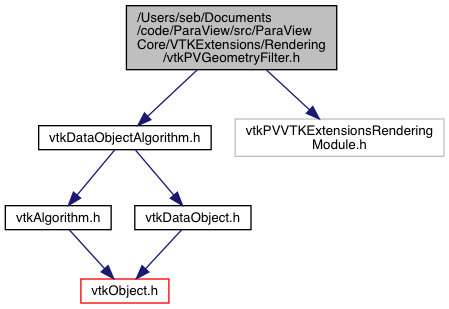 /Users/seb/Documents
/code/ParaView/src/ParaView
Core/VTKExtensions/Rendering
/vtkPVGeometryFilter.h
vtkDataObjectAlgorithm.h
vtkPVVTKExtensionsRendering
Module.h
vtkAlgorithm.h
vtkDataObject.h
vtkObject.h